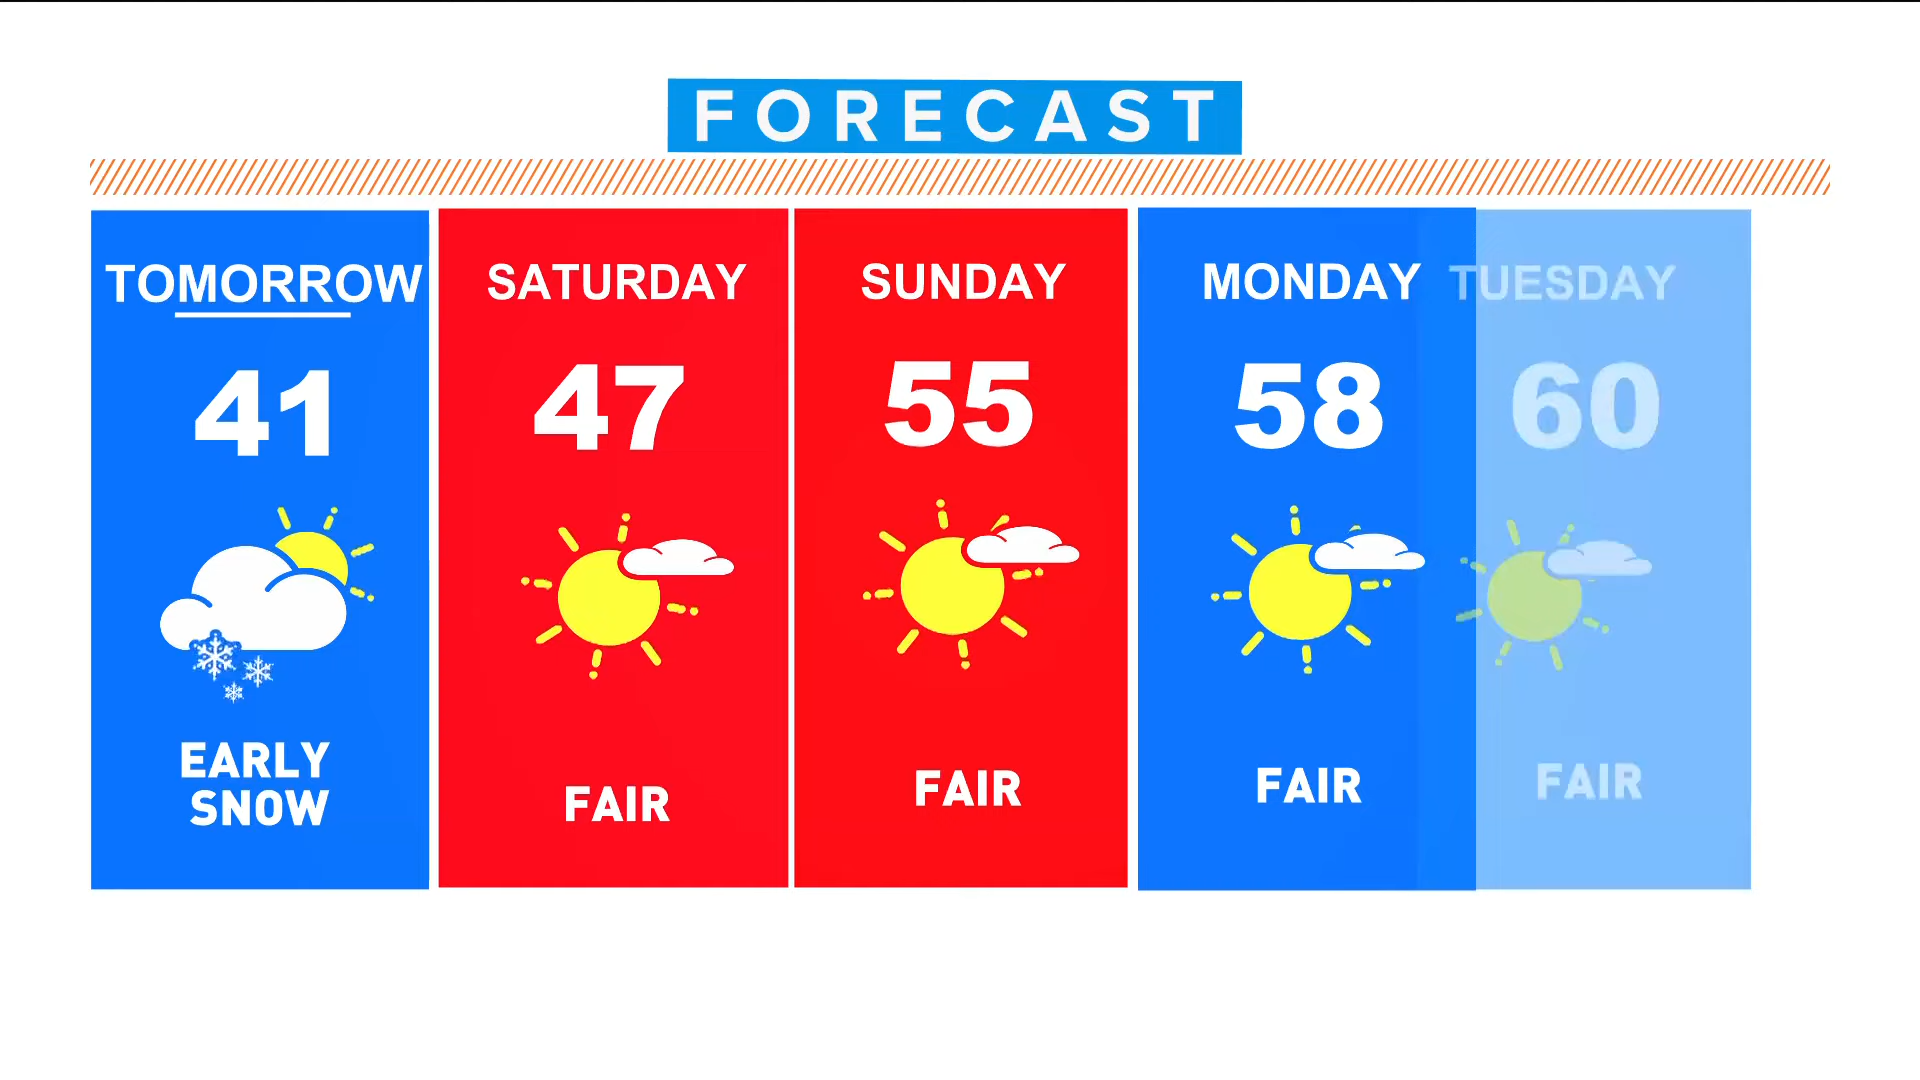 FORECAST
TOMORROW
41
EARLY
SNOW
SATURDAY
47
FAIR
SUNDAY
55
FAIR
MONDAY
58
FAIR
TUESDAY
60
FAIR